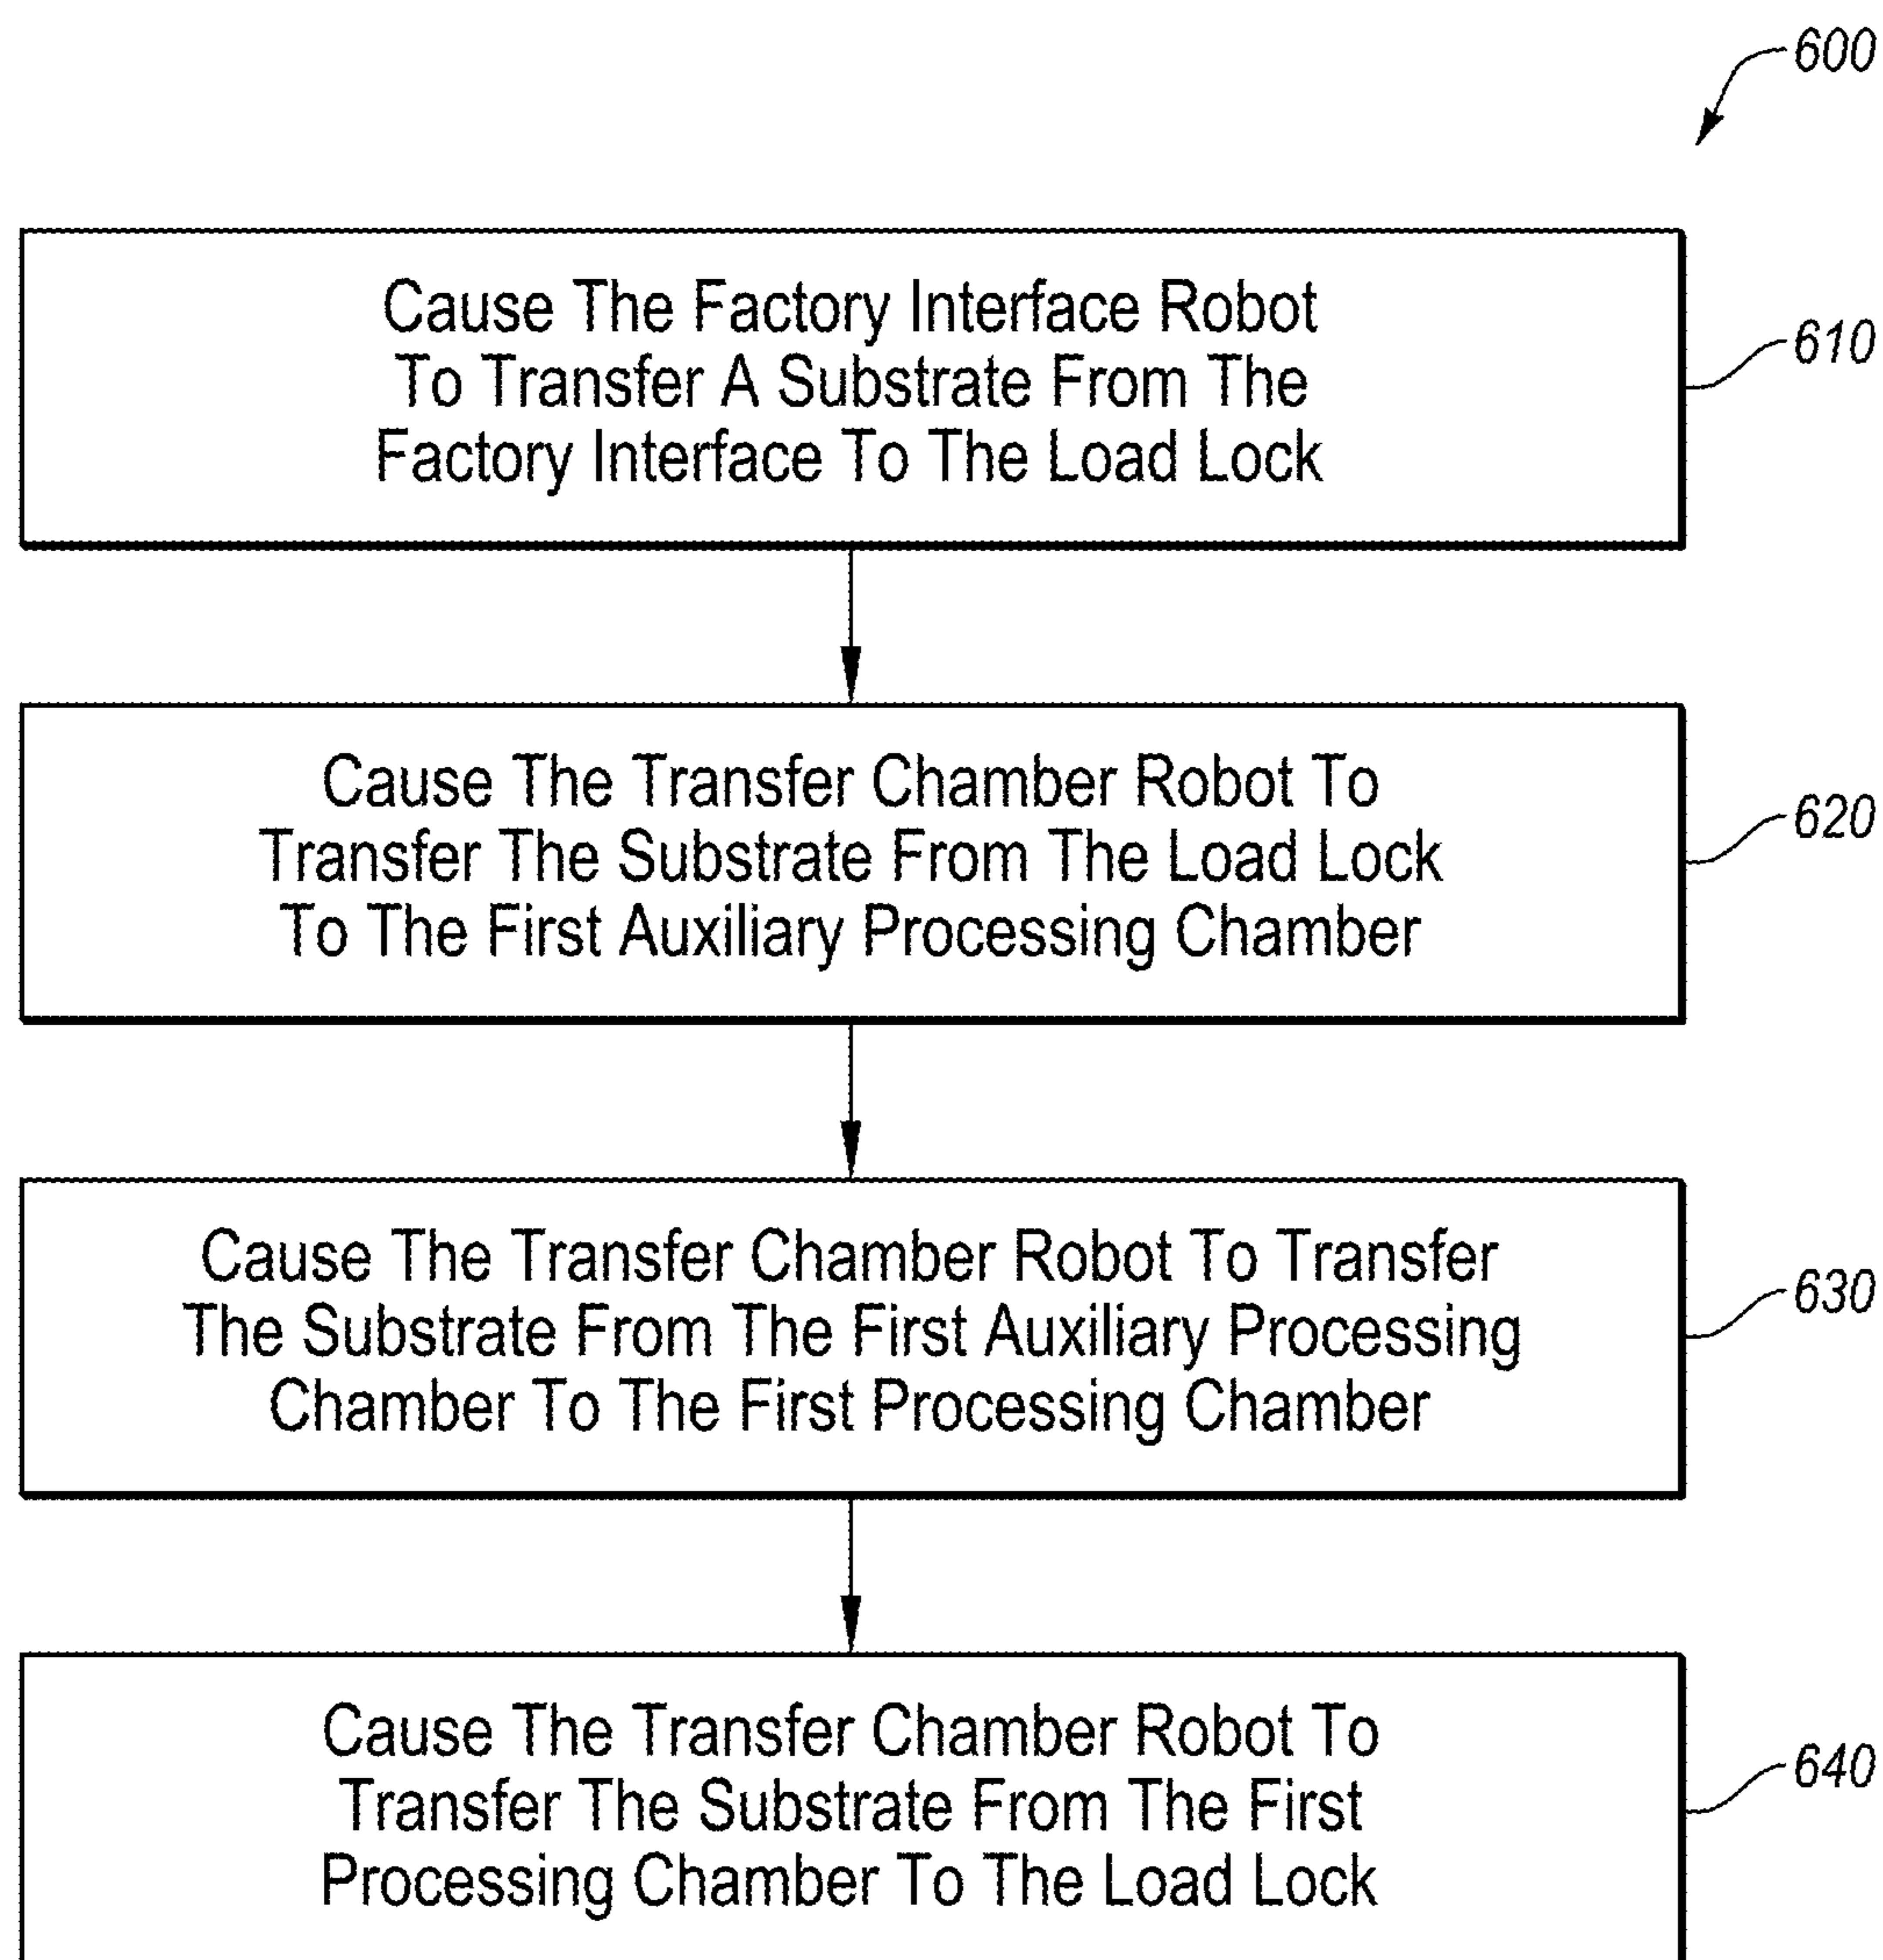 600
Cause The Factory Interface Robot
To Transfer A Substrate From The
Factory Interface To The Load Lock
610
Cause The Transfer Chamber Robot To
Transfer The Substrate From The Load Lock
To The First Auxiliary Processing Chamber
620
Cause The Transfer Chamber Robot To Transfer
The Substrate From The First Auxiliary Processing
Chamber To The First Processing Chamber
630
Cause The Transfer Chamber Robot To
Transfer The Substrate From The First
Processing Chamber To The Load Lock
640